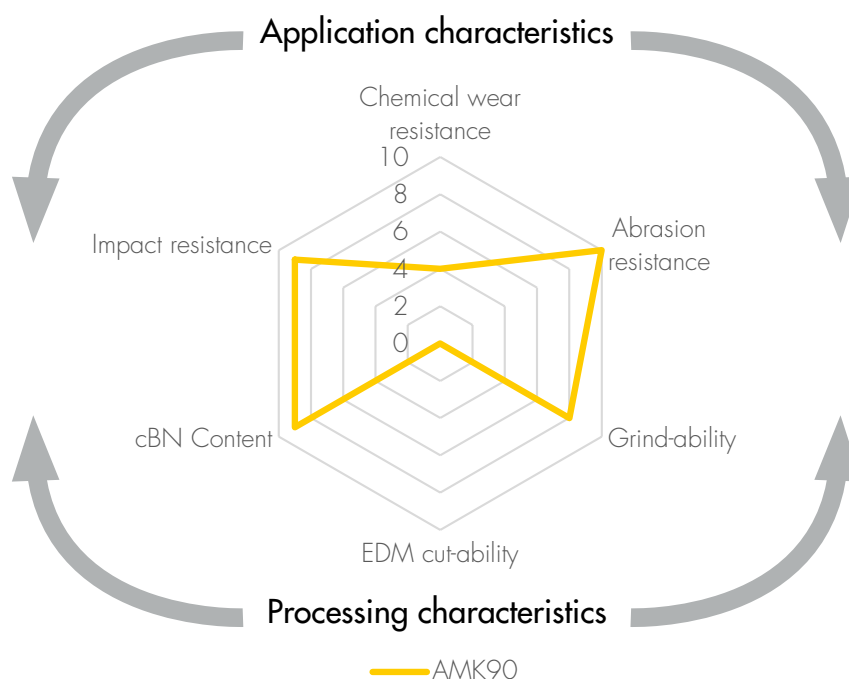 Application characteristics
Chemical wear
resistance
10
8
6
4
2
0
Impact resistance
Abrasion
resistance
cBN Content
Grind-ability
EDM cut-ability
Processing characteristics
AMK90